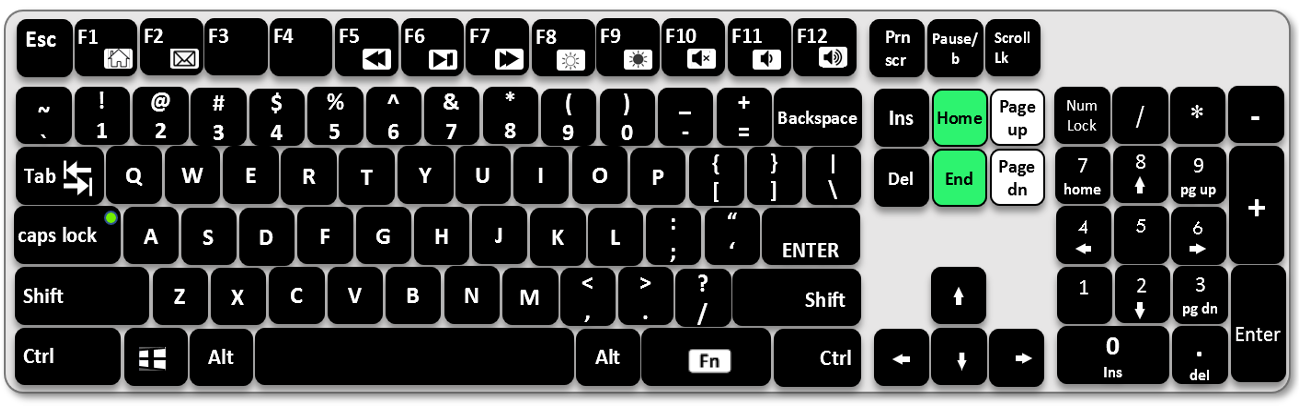 Esc F1 F2 F3 F4 F5 F6 F7 F8 F9 F10 F11 F12 Prn Pause/ Scroll
scr b Lk
~ ! @ # $ % ^ & * ( ) _ + Backspace Ins Home Page Num / * -
` 1 2 3 4 5 6 7 8 9 0 - = up Lock
Tab Q W E R T Y U I O P { } | Del End Page 7 8 9 +
[ ] \ dn home pg up
caps lock A S D F G H J K L : “ ENTER 4 5 6
; ‘
Shift Z X C V B N M < > ? Shift 1 2 3 Enter
, . / pg dn
Ctrl Alt Alt Fn Ctrl 0 .
Ins del